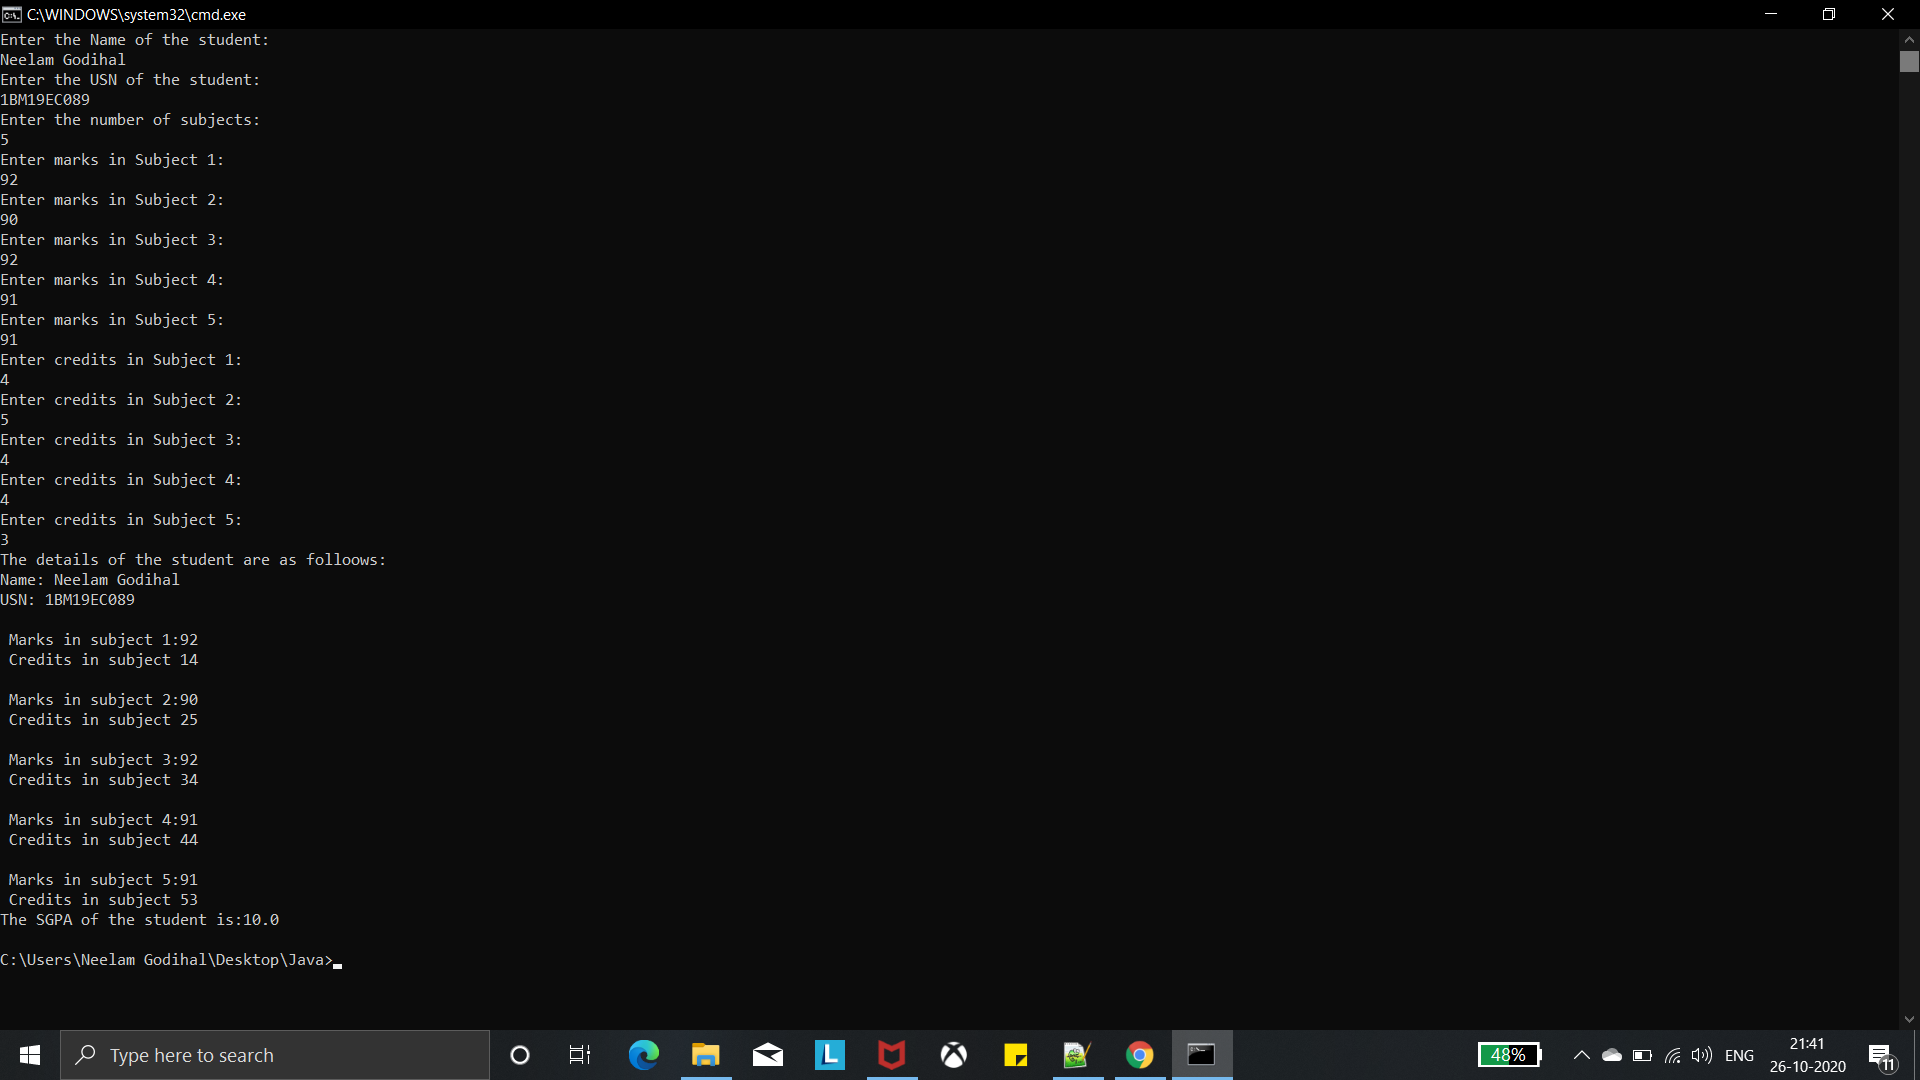 C:\WINDOWS\system32\cmd.exe
Enter the Name of the student:
Neelam Godihal
Enter the USN of the student:
1BM19EC089
Enter the number of subjects:
5
Enter marks in Subject 1:
92
Enter marks in Subject 2:
90
Enter marks in Subject 3:
92
Enter marks in Subject 4:
91
Enter marks in Subject 5:
91
Enter credits in Subject 1:
4
Enter credits in Subject 2:
5
Enter credits in Subject 3:
4
Enter credits in Subject 4:
4
Enter credits in Subject 5:
3
The details of the student are as folloows:
Name: Neelam Godihal
USN: 1BM19EC089
Marks in subject 1:92
Credits in subject 14
Marks in subject 2:90
Credits in subject 25
Marks in subject 3:92
Credits in subject 34
Marks in subject 4:91
Credits in subject 44
Marks in subject 5:91
Credits in subject 53
The SGPA of the student is:10.0
C:\Users\Neelam Godihal\Desktop\Java>
Type here to search
L
48%
ENG
21:41
26-10-2020
11